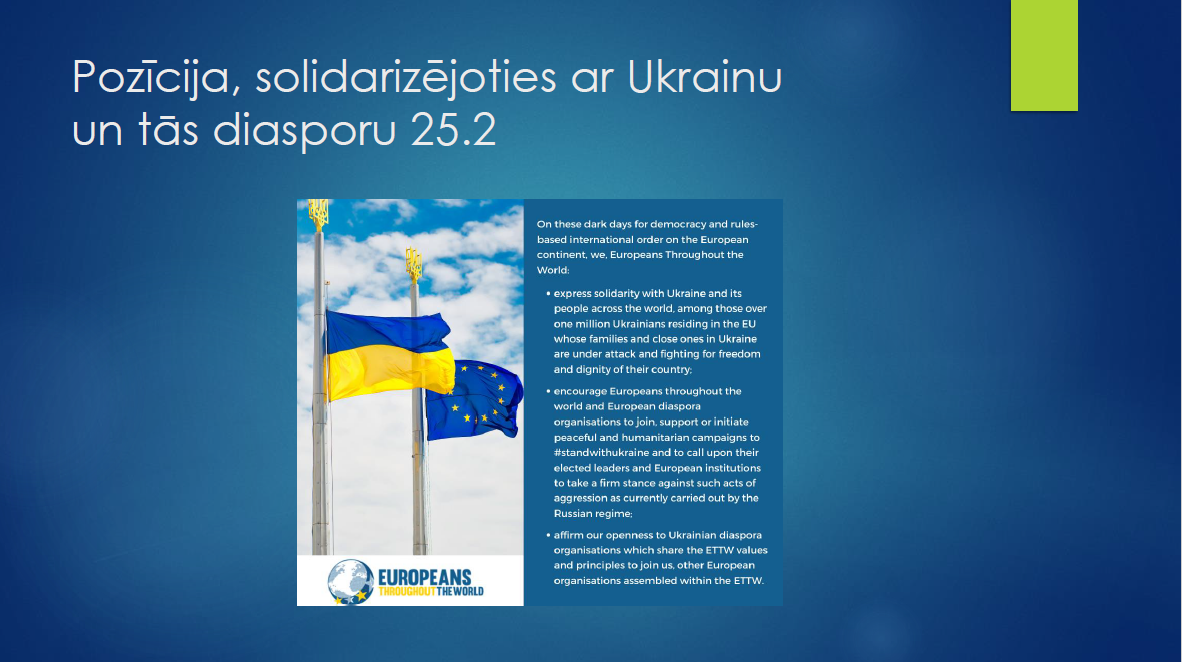 Pozīcija, solidarizējoties ar Ukrainu
un tās diasporu 25.2
On these dark days for democracy and rules-
based international order on the European
continent, we, Europeans Throughout the
World:
• express solidarity with Ukraine and its
people across the world, among those over
one million Ukrainians residing in the EU
whose families and close ones in Ukraine
are under attack and fighting for freedom
and dignity of their country;
• encourage Europeans throughout the
world and European diaspora
organisations to join, support or initiate
peaceful and humanitarian campaigns to
#standwithukraine and to call upon their
elected leaders and European institutions
to take a firm stance against such acts of
aggression as currently carried out by the
Russian regime;
• affirm our openness to Ukrainian diaspora
organisations which share the ETTW values
and principles to join us, other European
organisations assembled within the ETTW.
EUROPEANS
THROUGHOUT THE WORLD